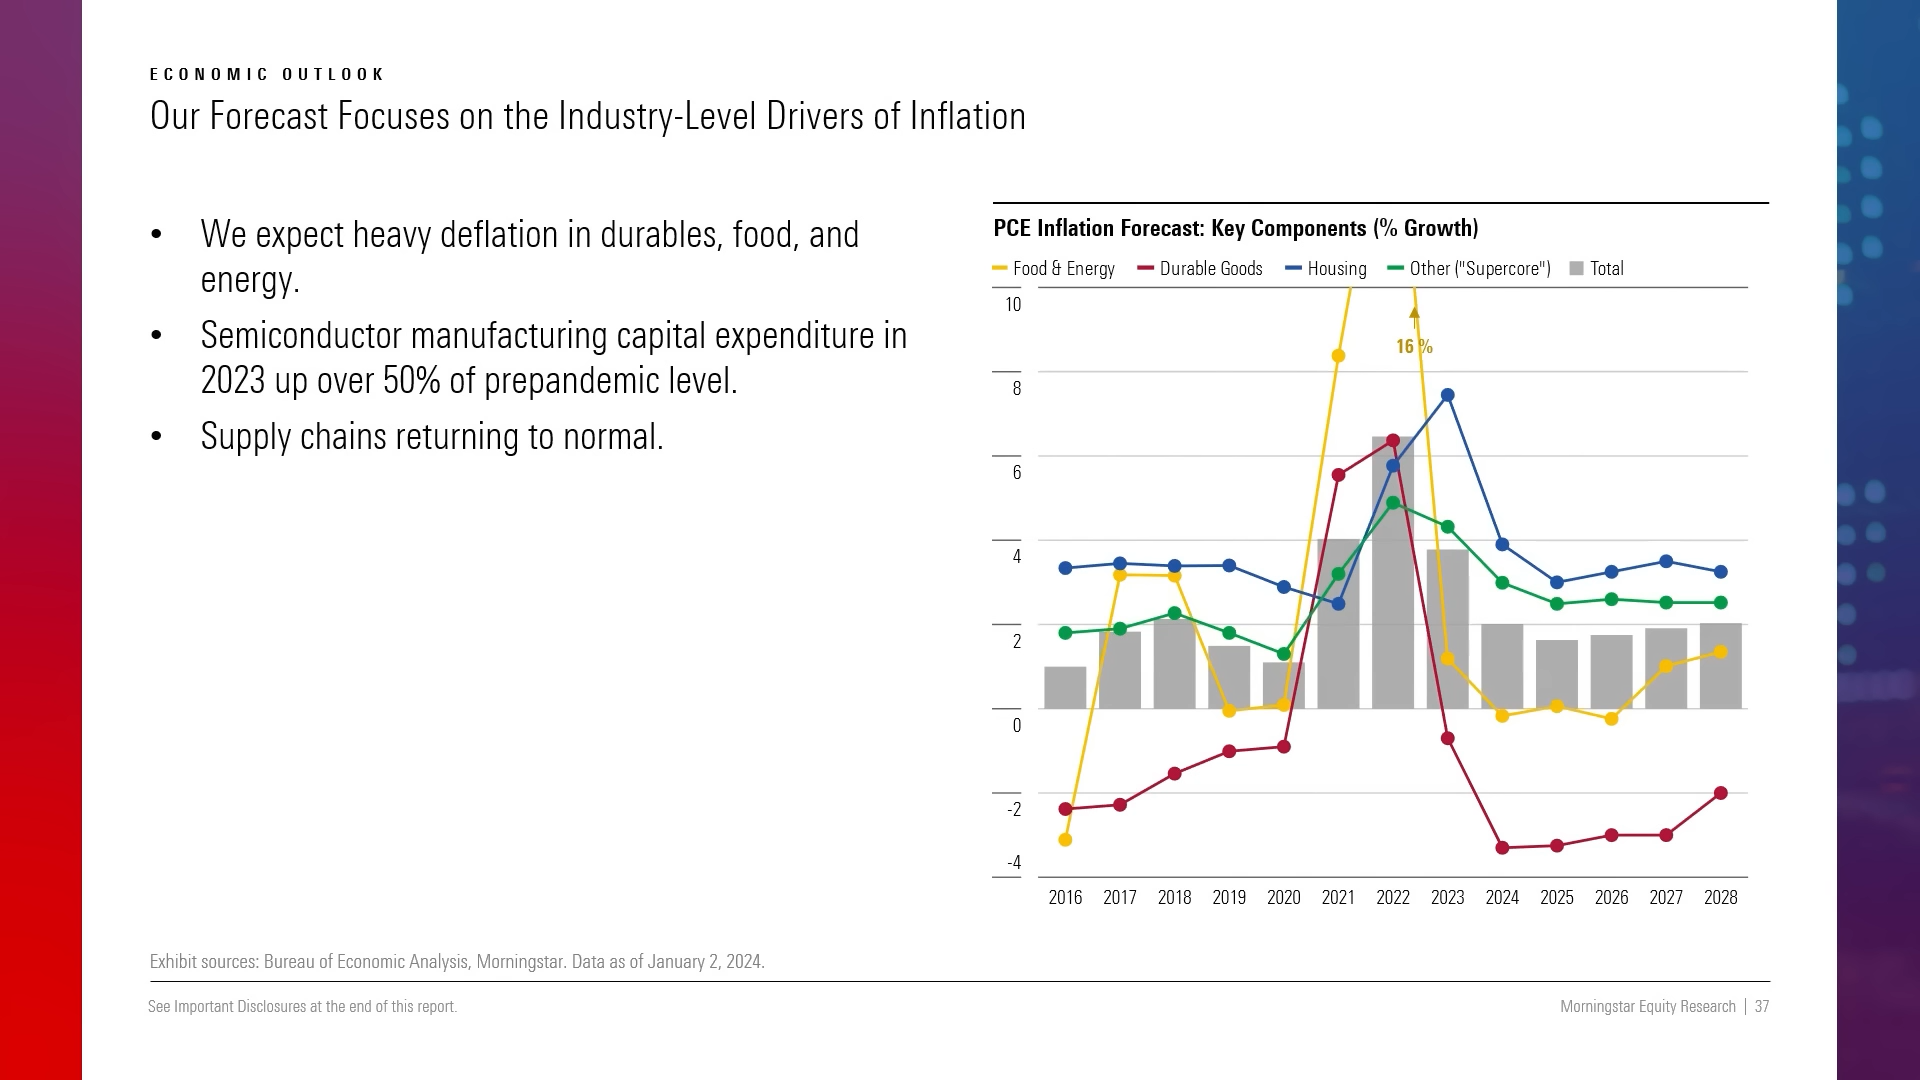 ECONOMIC OUTLOOK
Our Forecast Focuses on the Industry-Level Drivers of Inflation
• We expect heavy deflation in durables, food, and
energy.
• Semiconductor manufacturing capital expenditure in
2023 up over 50% of prepandemic level.
• Supply chains returning to normal.
PCE Inflation Forecast: Key Components (% Growth)
Food & Energy Durable Goods Housing Other ("Supercore") Total
10
16 %
8
6
4
2
0
-2
-4
2016 2017 2018 2019 2020 2021 2022 2023 2024 2025 2026 2027 2028
Exhibit sources: Bureau of Economic Analysis, Morningstar. Data as of January 2, 2024.
See Important Disclosures at the end of this report.
Morningstar Equity Research | 37